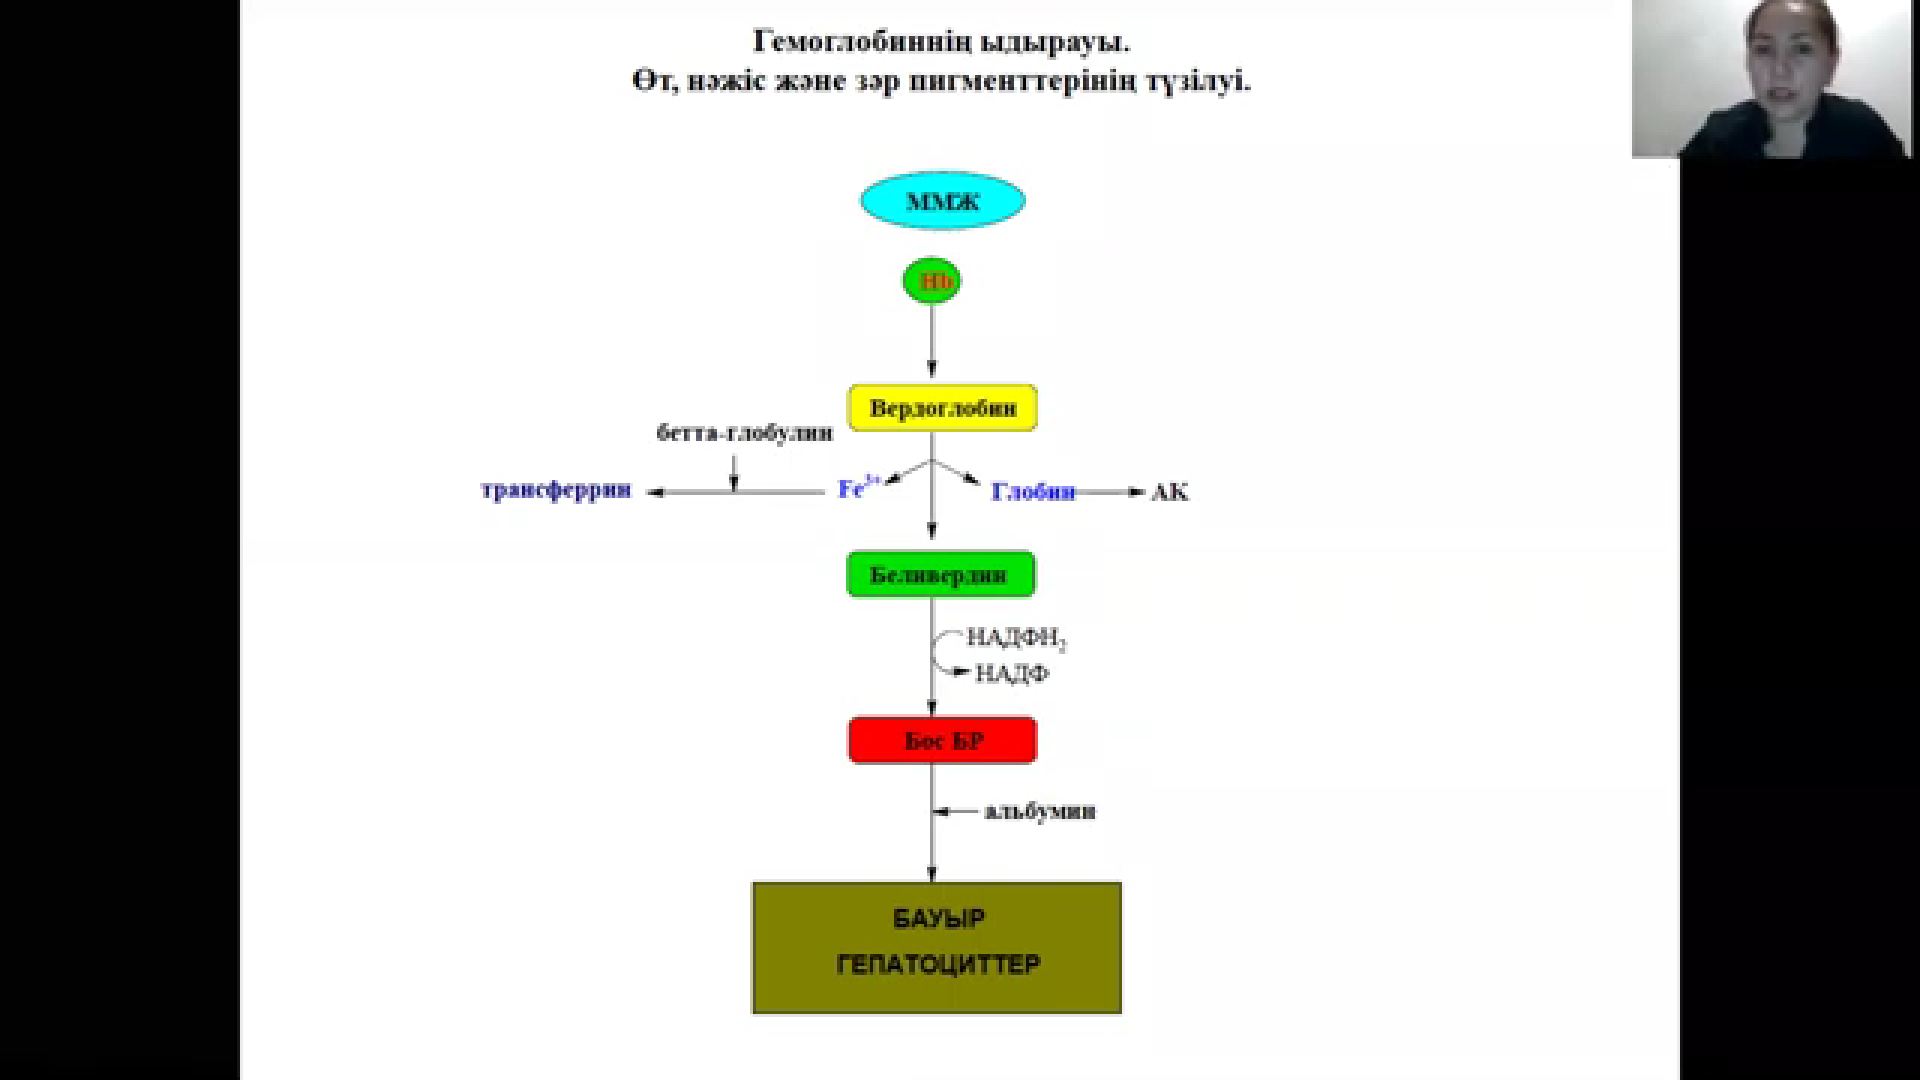 Гемоглобиннің ыдырауы.
Өт, нәжіс және зәр пигменттерінің түзілуі.
ММЖ
Hb
Вердоглобин
бетта-глобулин
трансферрин
Fe³⁺
Глобин
АК
Беливердин
НАДФН₂
НАДФ
Бос БР
альбумин
БАУЫР
ГЕПАТОЦИТТЕР